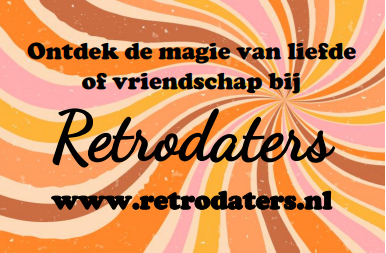 Ontdek de magie van liefde
of vriendschap bij
Retrodaters
www.retrodaters.nl